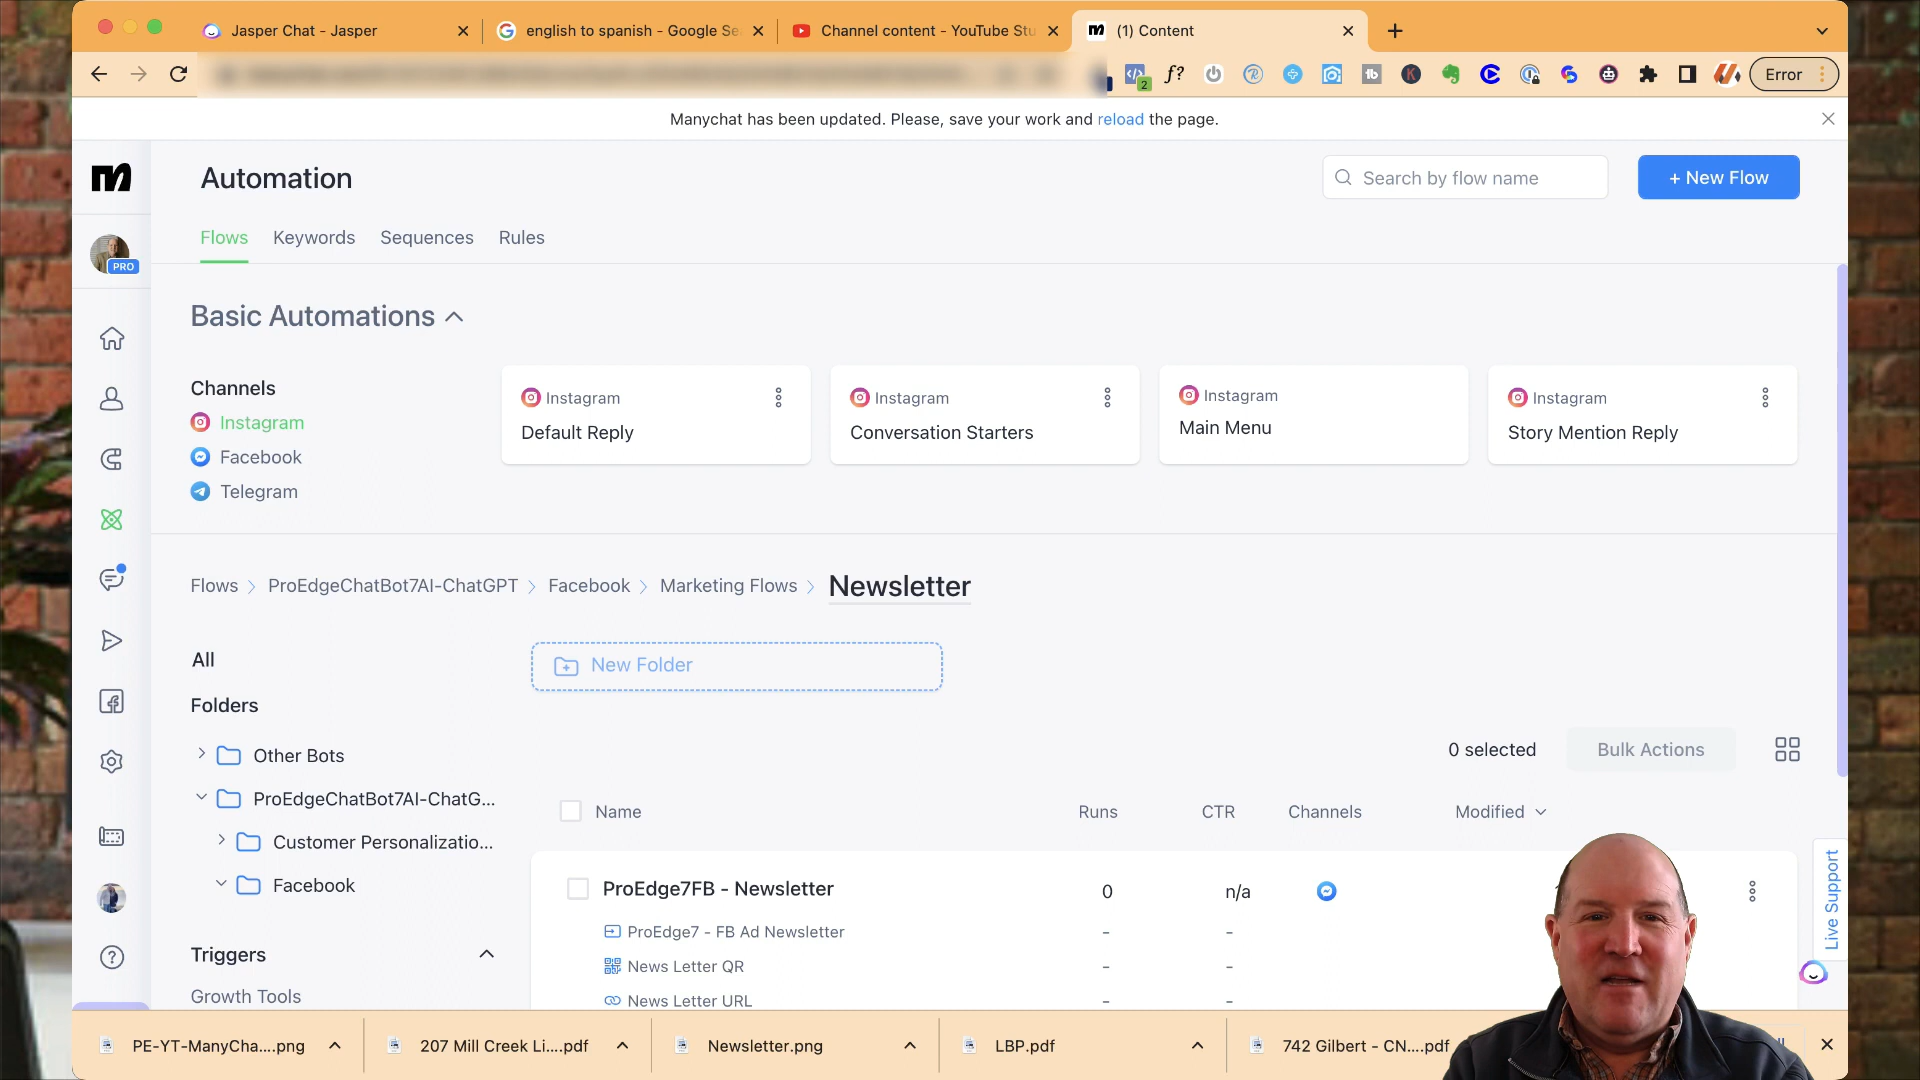 Jasper Chat - Jasper
english to spanish - Google Se
Channel content - YouTube Stu
(1) Content
2
f?
Error
Manychat has been updated. Please, save your work and reload the page.
Automation
Search by flow name
+ New Flow
PRO
Flows
Keywords
Sequences
Rules
Basic Automations
Channels
Instagram
Facebook
Telegram
Instagram
Default Reply
Instagram
Conversation Starters
Instagram
Main Menu
Instagram
Story Mention Reply
Flows > ProEdgeChatBot7AI-ChatGPT > Facebook > Marketing Flows > Newsletter
All
Folders
Other Bots
ProEdgeChatBot7AI-ChatG...
Customer Personalizatio...
Facebook
Triggers
Growth Tools
New Folder
0 selected
Bulk Actions
Name
Runs
CTR
Channels
Modified
ProEdge7FB - Newsletter
0
n/a
ProEdge7 - FB Ad Newsletter
-
-
News Letter QR
-
-
News Letter URL
-
-
Live Support
PE-YT-ManyCha....png
207 Mill Creek Li....pdf
Newsletter.png
LBP.pdf
742 Gilbert - CN....pdf